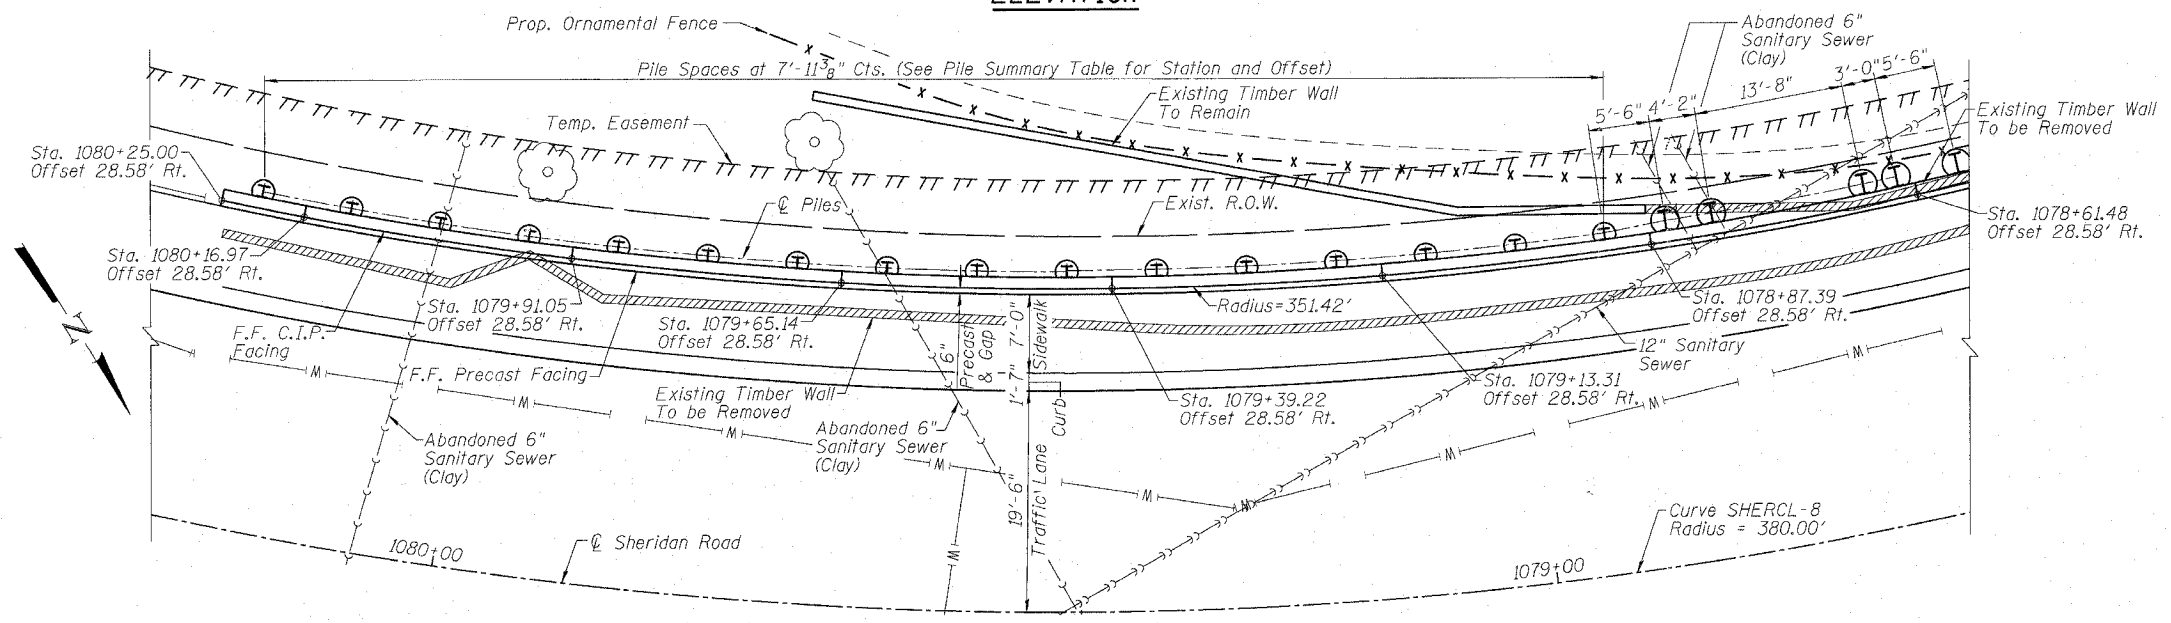 ELEVATION
Prop. Ornamental Fence
Pile Spaces at 7'-11 3/8" Cts. (See Pile Summary Table for Station and Offset)
Abandoned 6"
Sanitary Sewer
(Clay)
3'-0"
5'-6"
13'-8"
5'-6"
4'-2"
Existing Timber Wall
To Remain
Existing Timber Wall
To be Removed
Temp. Easement
Sta. 1080+25.00
Offset 28.58' Rt.
℄ Piles
Exist. R.O.W.
Sta. 1078+61.48
Offset 28.58' Rt.
Sta. 1080+16.97
Offset 28.58' Rt.
Sta. 1079+91.05
Offset 28.58' Rt.
Sta. 1079+65.14
Offset 28.58' Rt.
Radius=351.42'
Sta. 1078+87.39
Offset 28.58' Rt.
F.F. C.I.P.
Facing
F.F. Precast Facing
Existing Timber Wall
To be Removed
6"
Precast
& Gap
7'-0"
Sidewalk
1'-7"
Curb
12" Sanitary
Sewer
Sta. 1079+13.31
Offset 28.58' Rt.
Sta. 1079+39.22
Offset 28.58' Rt.
N
W
W
W
W
W
W
W
W
W
W
Abandoned 6"
Sanitary Sewer
(Clay)
Abandoned 6"
Sanitary Sewer
(Clay)
19'-6"
Traffic Lane
Curve SHERCL-8
Radius = 380.00'
1080+00
℄ Sheridan Road
1079+00